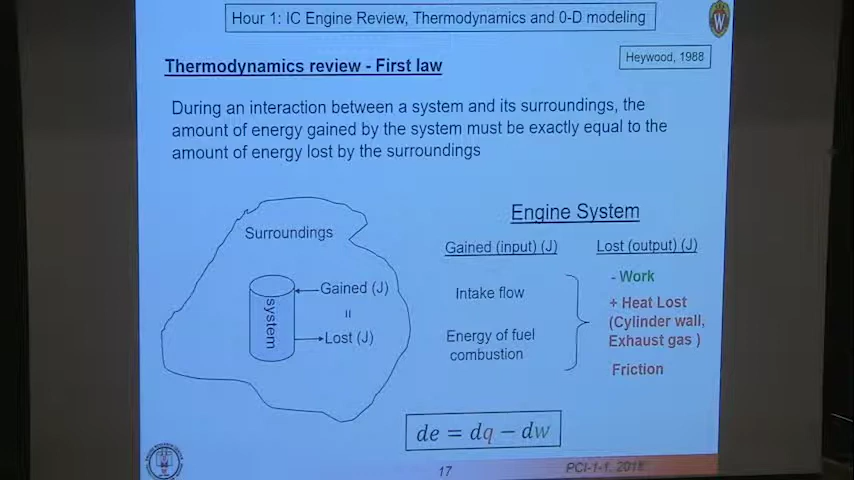 Hour 1: IC Engine Review, Thermodynamics and 0-D modeling
W
Thermodynamics review - First law
Heywood, 1988
During an interaction between a system and its surroundings, the
amount of energy gained by the system must be exactly equal to the
amount of energy lost by the surroundings
Surroundings
system
Gained (J)
=
Lost (J)
Engine System
Gained (input) (J)
Intake flow
Energy of fuel
combustion
Lost (output) (J)
- Work
+ Heat Lost
(Cylinder wall,
Exhaust gas )
Friction
de = dq − dw
17
PCI-1-1, 2018